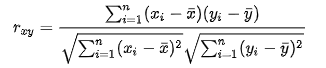 r_{xy} = \frac{\sum_{i=1}^{n}(x_i - \bar{x})(y_i - \bar{y})}{\sqrt{\sum_{i=1}^{n}(x_i - \bar{x})^2}\sqrt{\sum_{i=1}^{n}(y_i - \bar{y})^2}}